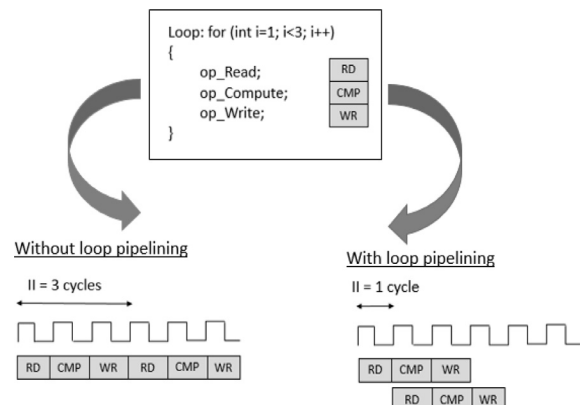 Loop: for (int i=1; i<3; i++)
{
op_Read;
RD
op_Compute;
CMP
op_Write;
WR
}
Without loop pipelining
II = 3 cycles
RD CMP WR RD CMP WR
With loop pipelining
II = 1 cycle
RD CMP WR
RD CMP WR